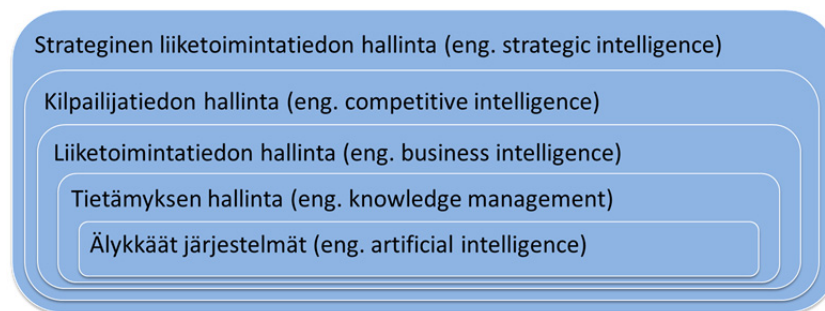 Strateginen liiketoimintatiedon hallinta (eng. strategic intelligence)
Kilpailijatiedon hallinta (eng. competitive intelligence)
Liiketoimintatiedon hallinta (eng. business intelligence)
Tietämyksen hallinta (eng. knowledge management)
Älykkäät järjestelmät (eng. artificial intelligence)